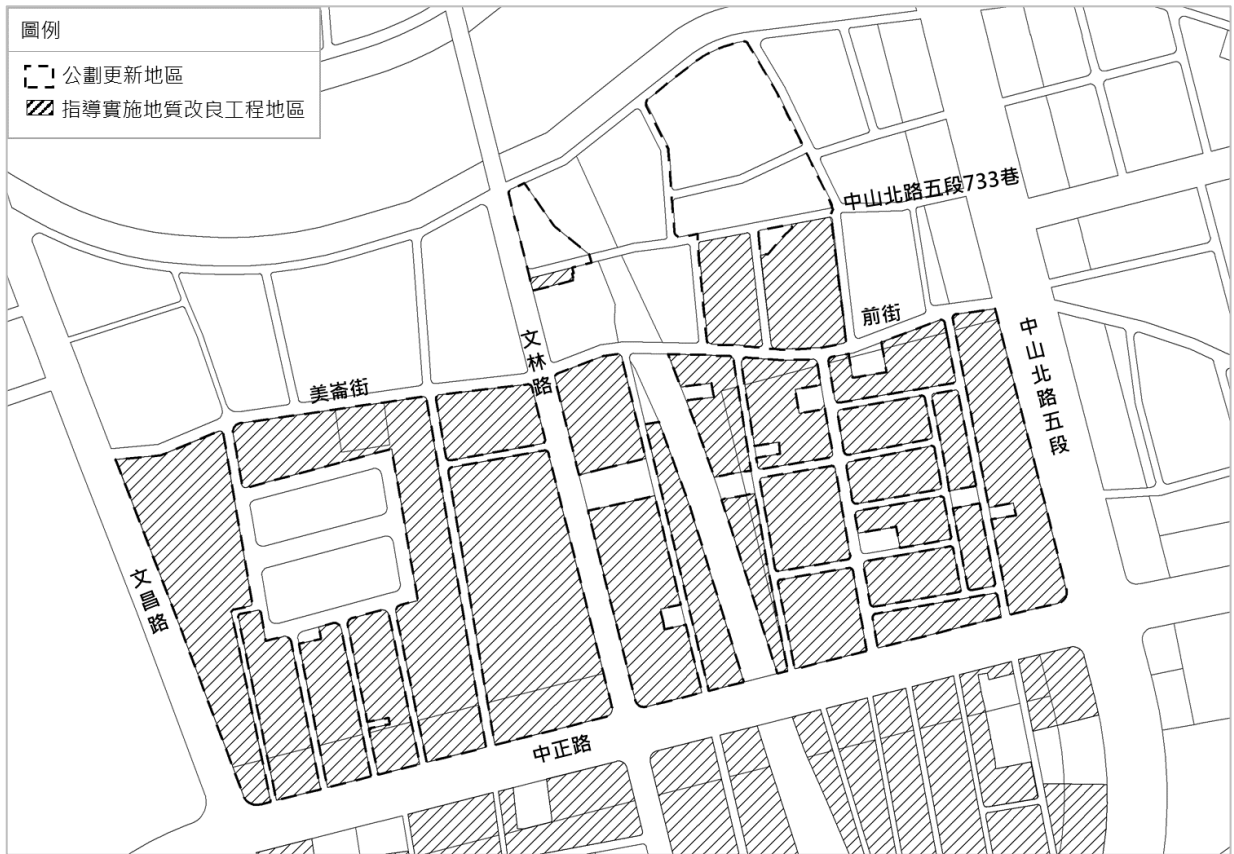 圖例
公劃更新地區
指導實施地質改良工程地區
中山北路五段733巷
前街
文林路
中山北路五段
美崙街
文昌路
中正路